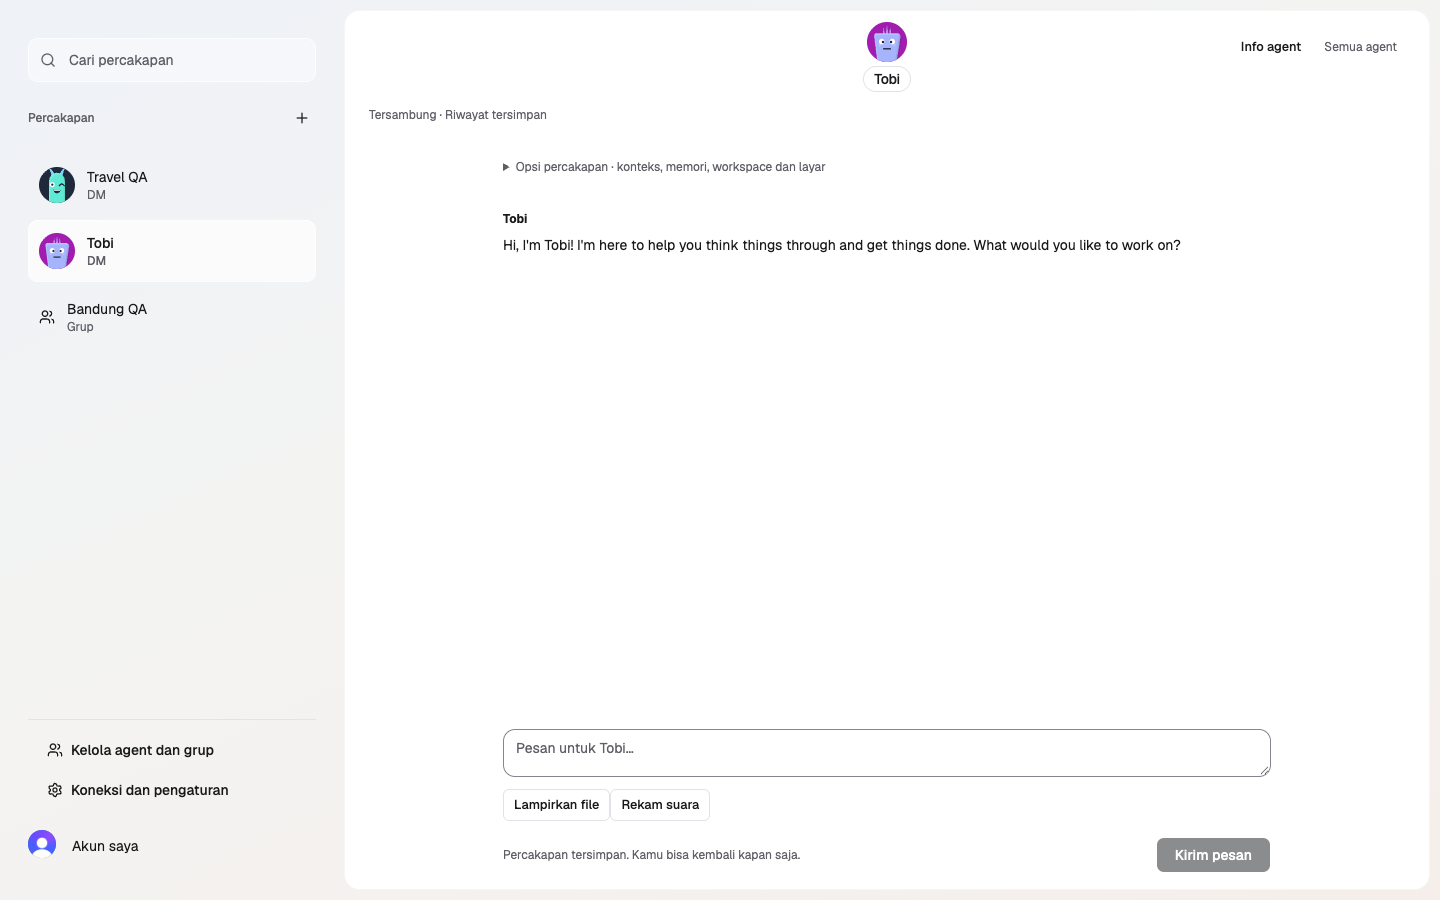 Cari percakapan
Percakapan
Travel QA
DM
Tobi
DM
Bandung QA
Grup
Kelola agent dan grup
Koneksi dan pengaturan
Akun saya
Tobi
Info agent
Semua agent
Tersambung · Riwayat tersimpan
Opsi percakapan · konteks, memori, workspace dan layar
Tobi
Hi, I'm Tobi! I'm here to help you think things through and get things done. What would you like to work on?
Pesan untuk Tobi...
Lampirkan file
Rekam suara
Percakapan tersimpan. Kamu bisa kembali kapan saja.
Kirim pesan